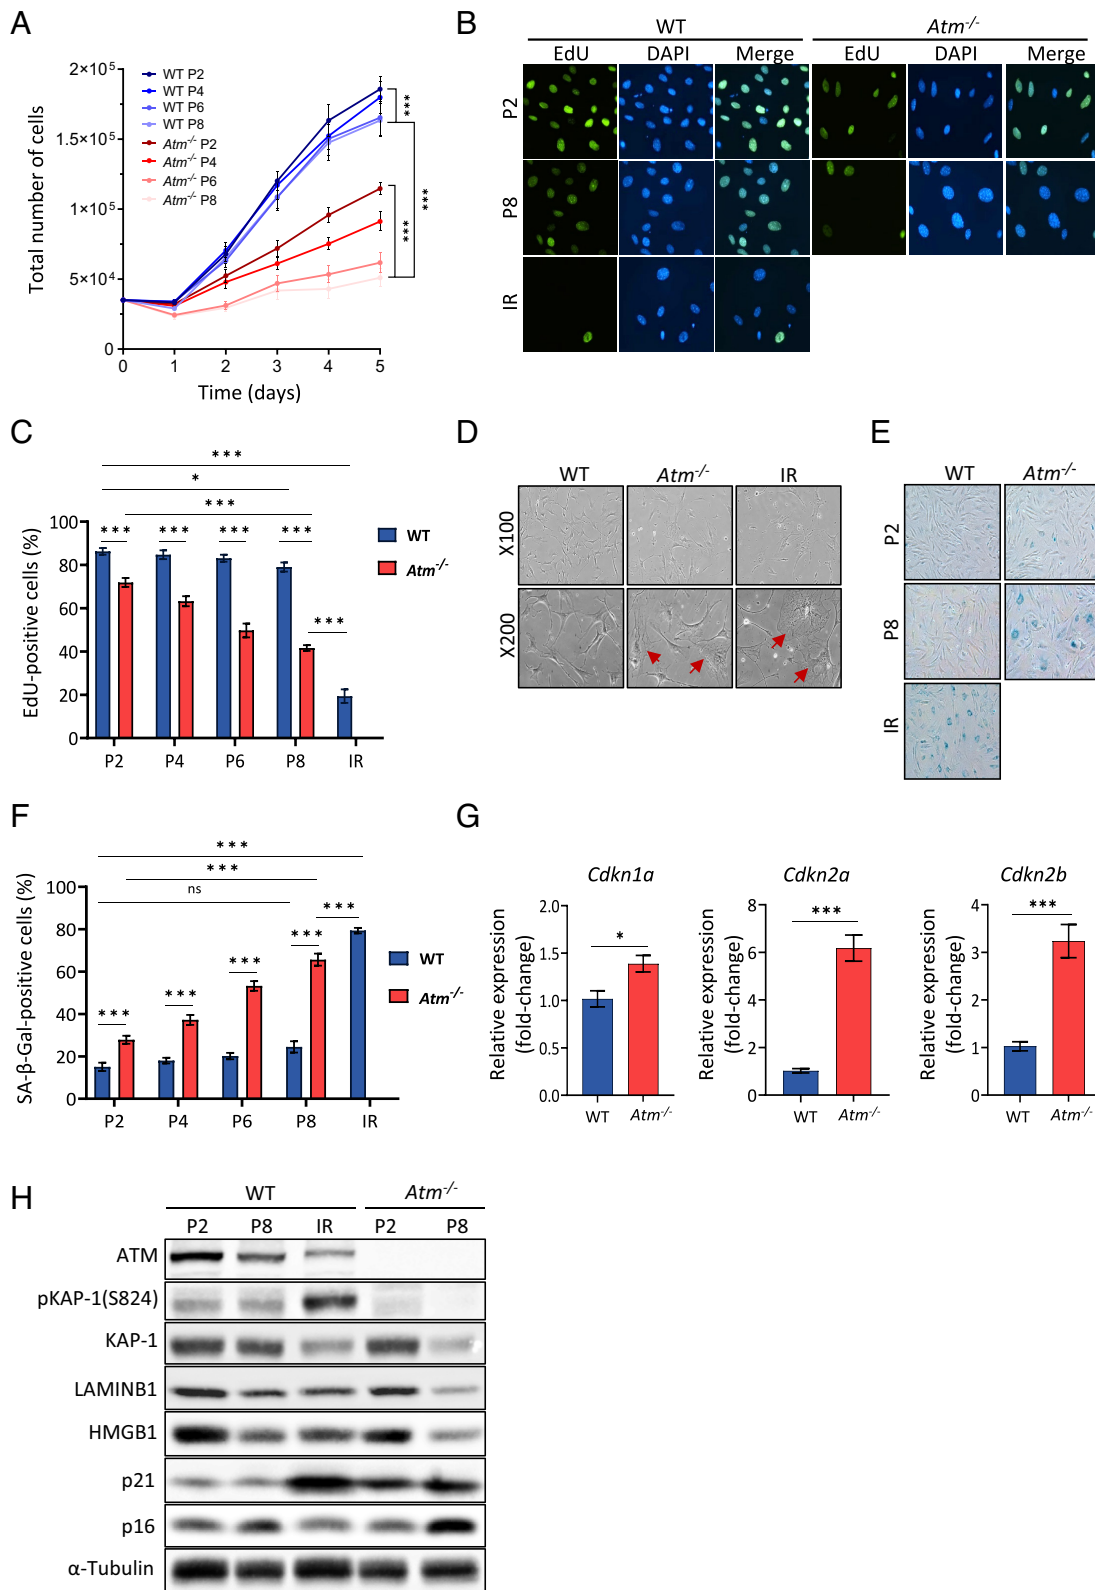 A
Total number of cells
2×10⁵
1.5×10⁵
1×10⁵
5×10⁴
0
0 1 2 3 4 5
Time (days)
WT P2
WT P4
WT P6
WT P8
Atm⁻/⁻ P2
Atm⁻/⁻ P4
Atm⁻/⁻ P6
Atm⁻/⁻ P8
***
***
***
B
WT Atm⁻/⁻
EdU DAPI Merge EdU DAPI Merge
P2
P8
IR
C
***
*
***
*** *** *** ***
***
EdU-positive cells (%)
100
80
60
40
20
0
P2 P4 P6 P8 IR
WT
Atm⁻/⁻
D
WT Atm⁻/⁻ IR
X100
X200
E
WT Atm⁻/⁻
P2
P8
IR
F
***
***
ns
***
***
***
***
***
SA-β-Gal-positive cells (%)
100
80
60
40
20
0
P2 P4 P6 P8 IR
WT
Atm⁻/⁻
G
Cdkn1a
Relative expression
(fold-change)
2.0
1.5
1.0
0.5
0.0
*
WT Atm⁻/⁻
Cdkn2a
Relative expression
(fold-change)
8
6
4
2
0
***
WT Atm⁻/⁻
Cdkn2b
Relative expression
(fold-change)
4
3
2
1
0
***
WT Atm⁻/⁻
H
WT Atm⁻/⁻
P2 P8 IR P2 P8
ATM
pKAP-1(S824)
KAP-1
LAMINB1
HMGB1
p21
p16
α-Tubulin